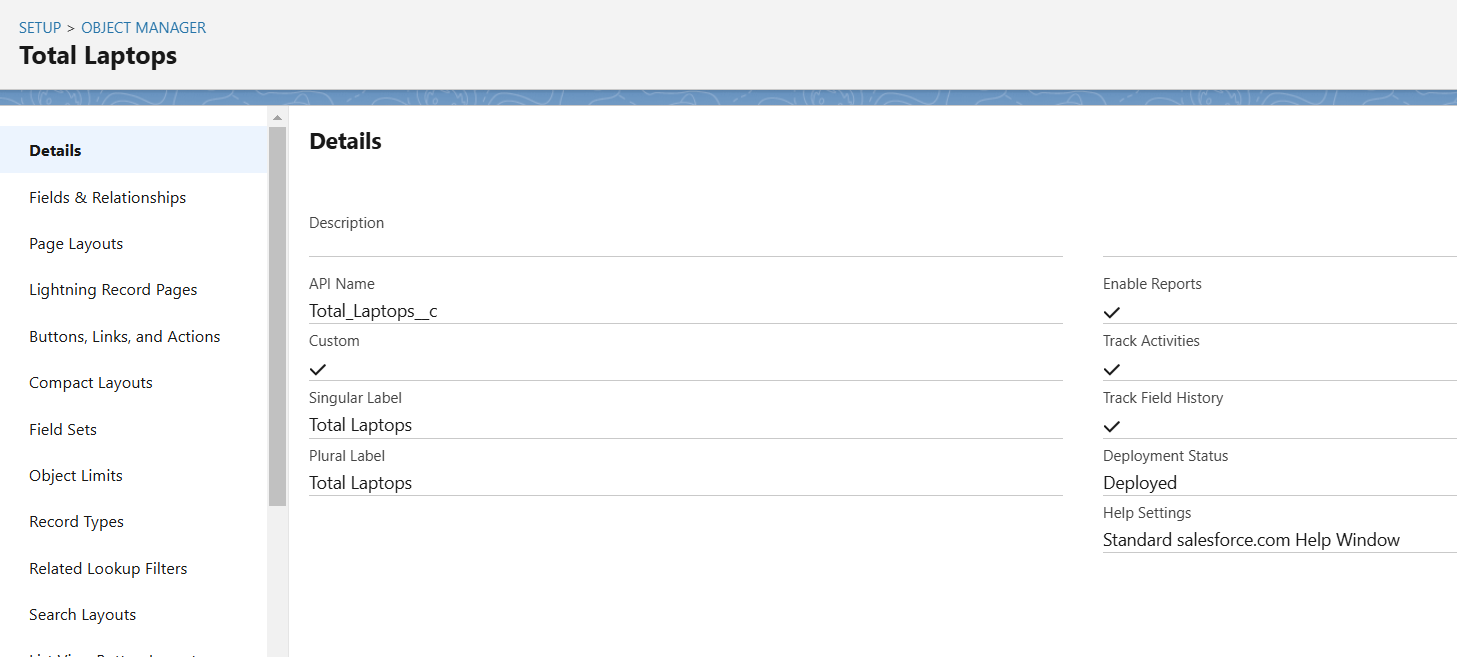 SETUP > OBJECT MANAGER
Total Laptops
Details
Fields & Relationships
Page Layouts
Lightning Record Pages
Buttons, Links, and Actions
Compact Layouts
Field Sets
Object Limits
Record Types
Related Lookup Filters
Search Layouts
Details
Description
API Name
Total_Laptops__c
Custom
Singular Label
Total Laptops
Plural Label
Total Laptops
Enable Reports
Track Activities
Track Field History
Deployment Status
Deployed
Help Settings
Standard salesforce.com Help Window